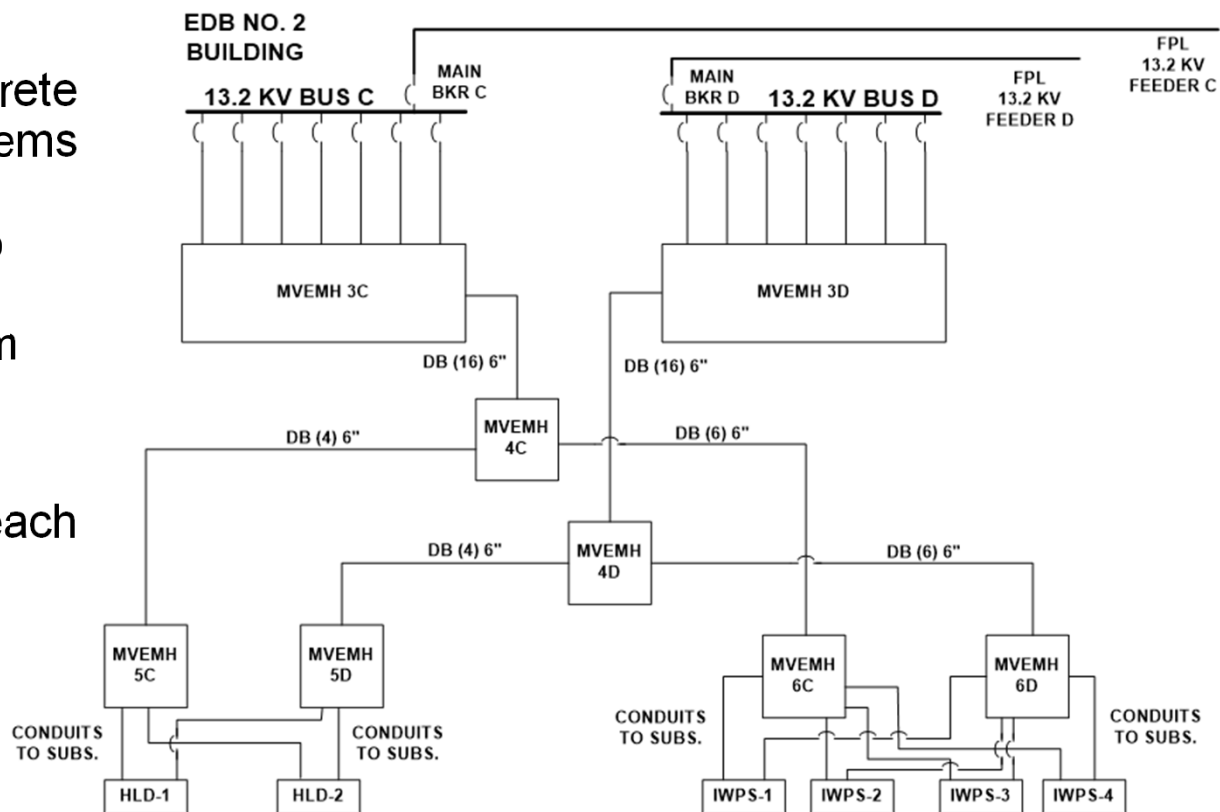 EDB NO. 2
BUILDING
rete
ems
each
FPL
13.2 KV
FEEDER C
MAIN
BKR C
13.2 KV BUS C
MAIN
BKR D
13.2 KV BUS D
FPL
13.2 KV
FEEDER D
MVEMH 3C
MVEMH 3D
DB (16) 6"
DB (16) 6"
MVEMH
4C
DB (4) 6"
DB (6) 6"
MVEMH
4D
DB (4) 6"
DB (6) 6"
MVEMH
5C
MVEMH
5D
MVEMH
6C
MVEMH
6D
CONDUITS
TO SUBS.
CONDUITS
TO SUBS.
CONDUITS
TO SUBS.
CONDUITS
TO SUBS.
HLD-1
HLD-2
IWPS-1
IWPS-2
IWPS-3
IWPS-4